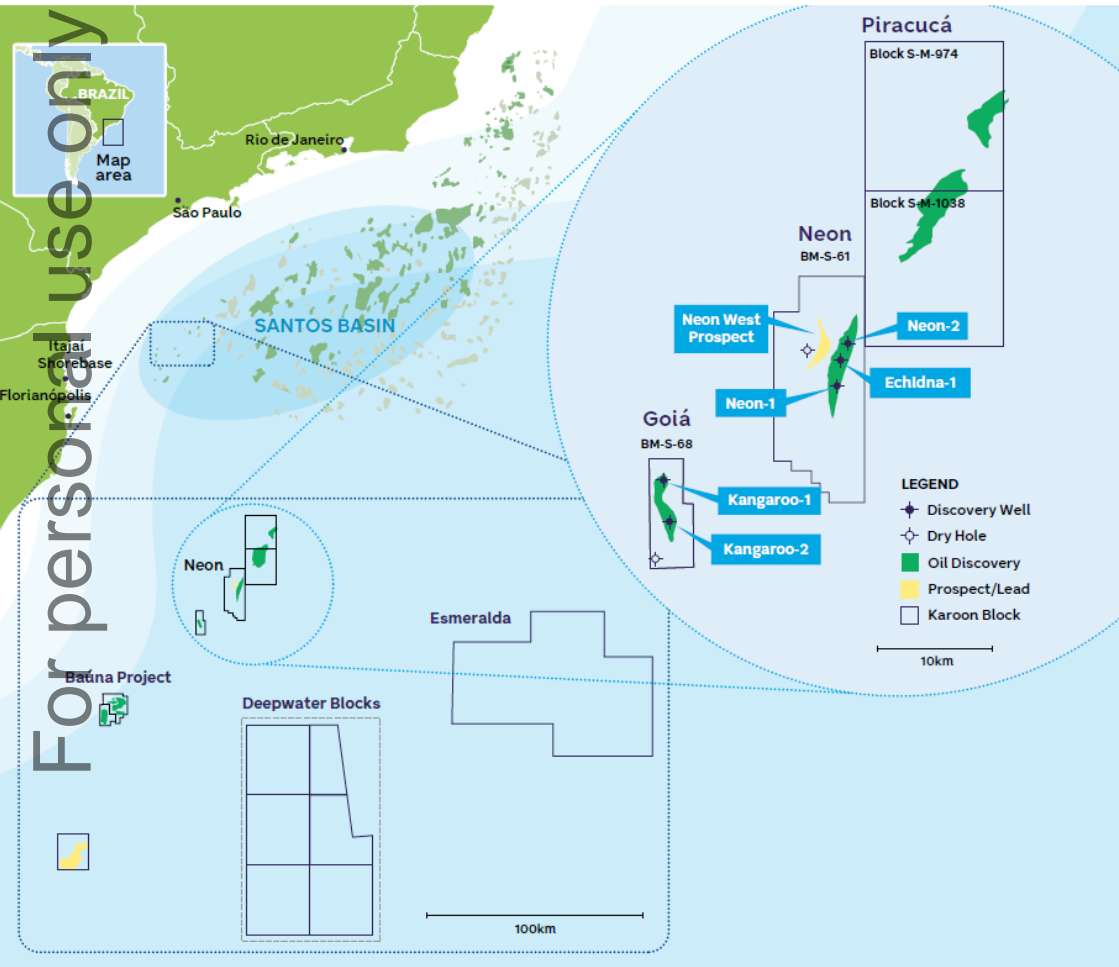 For personal use only
BRAZIL
Map
area
Rio de Janeiro
São Paulo
SANTOS BASIN
Itajaí
Shorebase
Florianópolis
Piracucá
Block S-M-974
Block S-M-1038
Neon
BM-S-61
Neon West
Prospect
Neon-2
Echidna-1
Neon-1
Goiá
BM-S-68
Kangaroo-1
Kangaroo-2
LEGEND
Discovery Well
Dry Hole
Oil Discovery
Prospect/Lead
Karoon Block
10km
Neon
Esmeralda
Baúna Project
Deepwater Blocks
100km